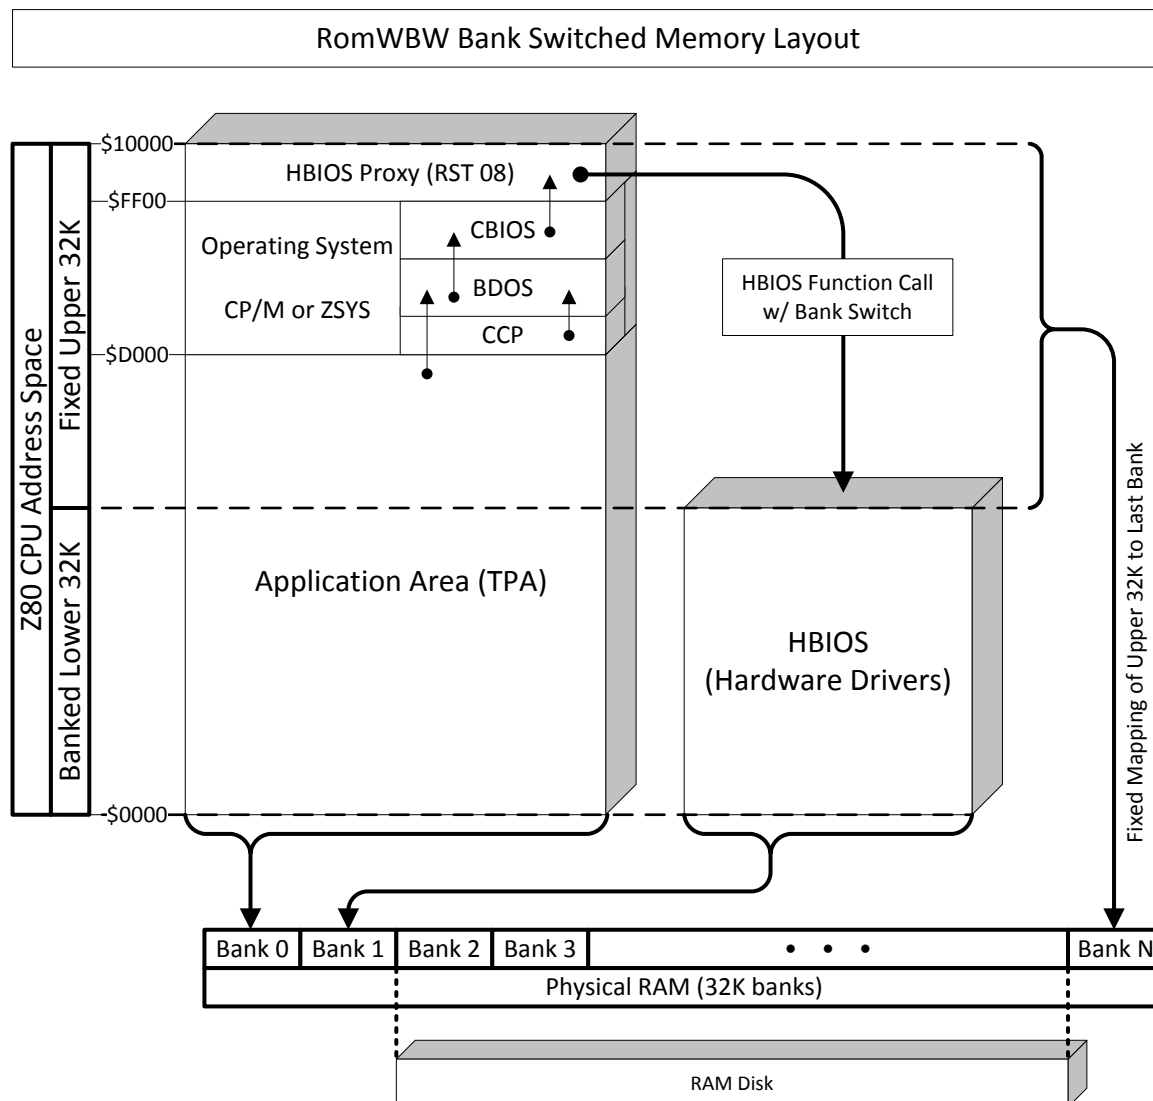 RomWBW Bank Switched Memory Layout
$10000
HBIOS Proxy (RST 08)
$FF00
CBIOS
Operating System
BDOS
CP/M or ZSYS
CCP
$D000
HBIOS Function Call
w/ Bank Switch
Z80 CPU Address Space
Fixed Upper 32K
Banked Lower 32K
Application Area (TPA)
HBIOS
(Hardware Drivers)
Fixed Mapping of Upper 32K to Last Bank
$0000
Bank 0 Bank 1 Bank 2 Bank 3 • • • Bank N
Physical RAM (32K banks)
RAM Disk